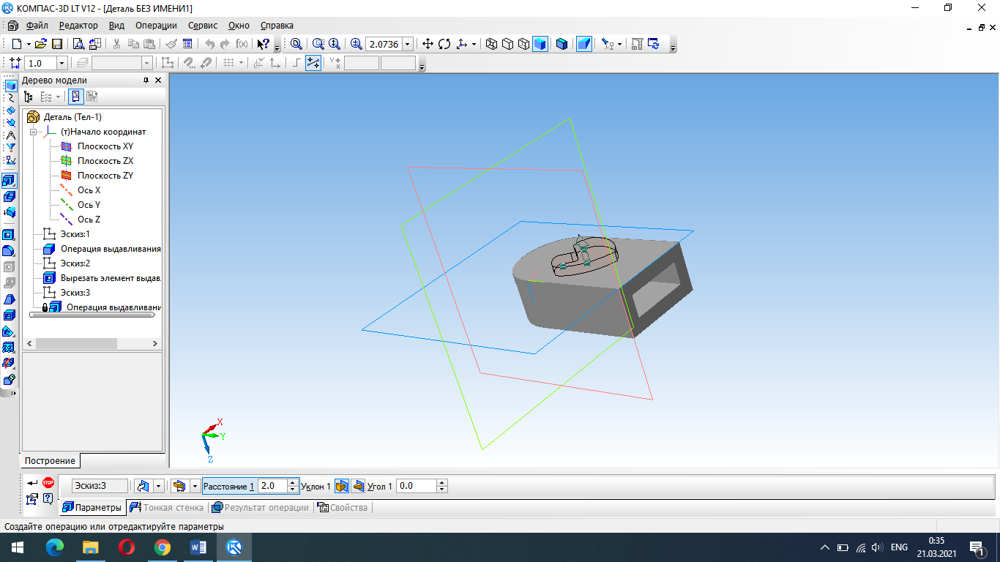 КОМПАС-3D LT V12 - [Деталь БЕЗ ИМЕНИ1]
Файл Редактор Вид Операции Сервис Окно Справка
2.0736
1.0
Дерево модели
Деталь (Тел-1)
(т)Начало координат
Плоскость XY
Плоскость ZX
Плоскость ZY
Ось X
Ось Y
Ось Z
Эскиз:1
Операция выдавливания
Эскиз:2
Вырезать элемент выдав
Эскиз:3
Операция выдавливани
X
Y
Z
Построение
STOP
Эскиз:3 Расстояние 1 2.0 Уклон 1 Угол 1 0.0
Параметры Тонкая стенка Результат операции Свойства
Создайте операцию или отредактируйте параметры
ENG
0:35
21.03.2021
1